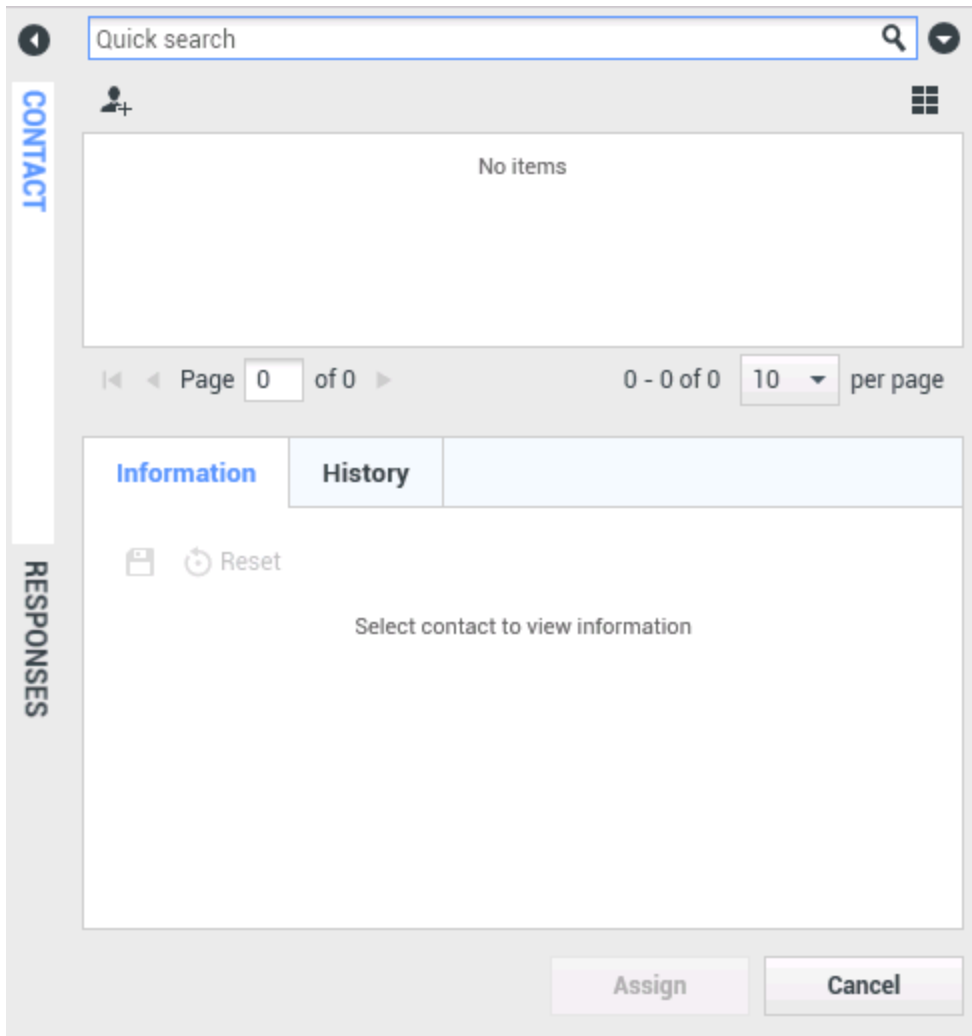 Quick search
CONTACT
No items
Page 0 of 0 0 - 0 of 0 10 per page
Information History
Reset
RESPONSES
Select contact to view information
Assign Cancel